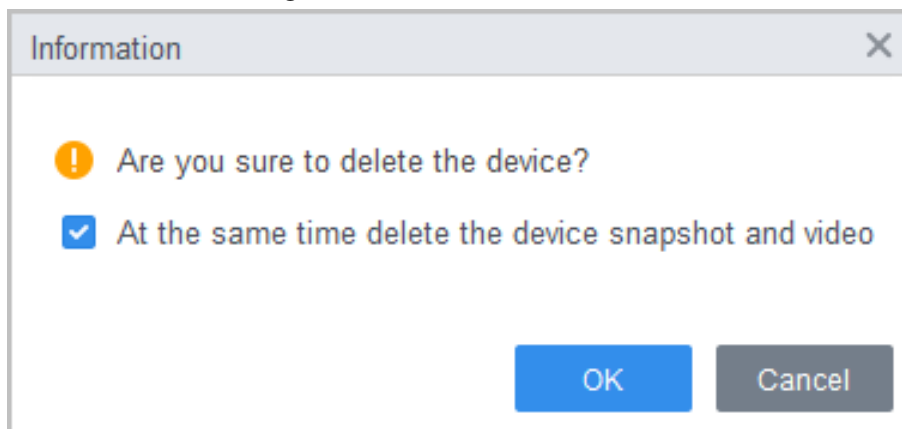 Information
Are you sure to delete the device?
At the same time delete the device snapshot and video
OK Cancel